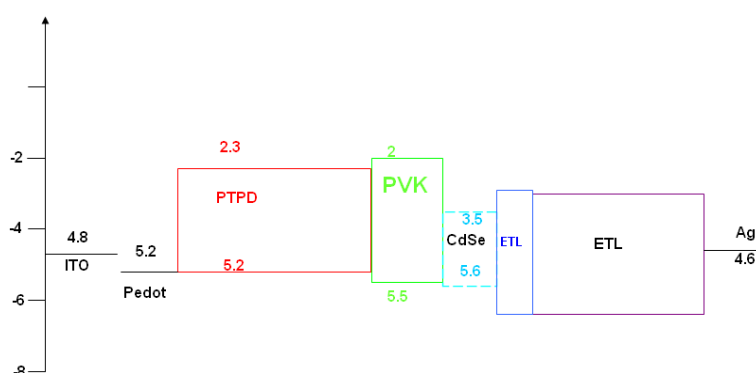 -2
-4
-6
-8
4.8
ITO
5.2
Pedot
2.3
PTPD
5.2
2
PVK
5.5
3.5
CdSe
5.6
ETL
ETL
Ag
4.6